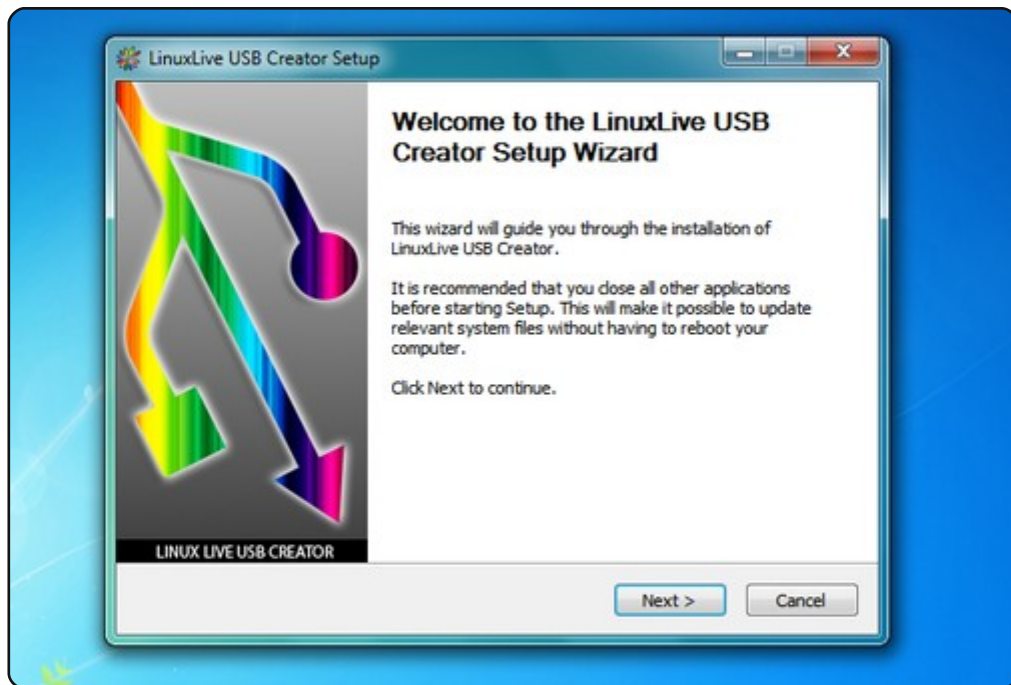 LinuxLive USB Creator Setup
Welcome to the LinuxLive USB
Creator Setup Wizard
This wizard will guide you through the installation of
LinuxLive USB Creator.
It is recommended that you close all other applications
before starting Setup. This will make it possible to update
relevant system files without having to reboot your
computer.
Click Next to continue.
LINUX LIVE USB CREATOR
Next >
Cancel